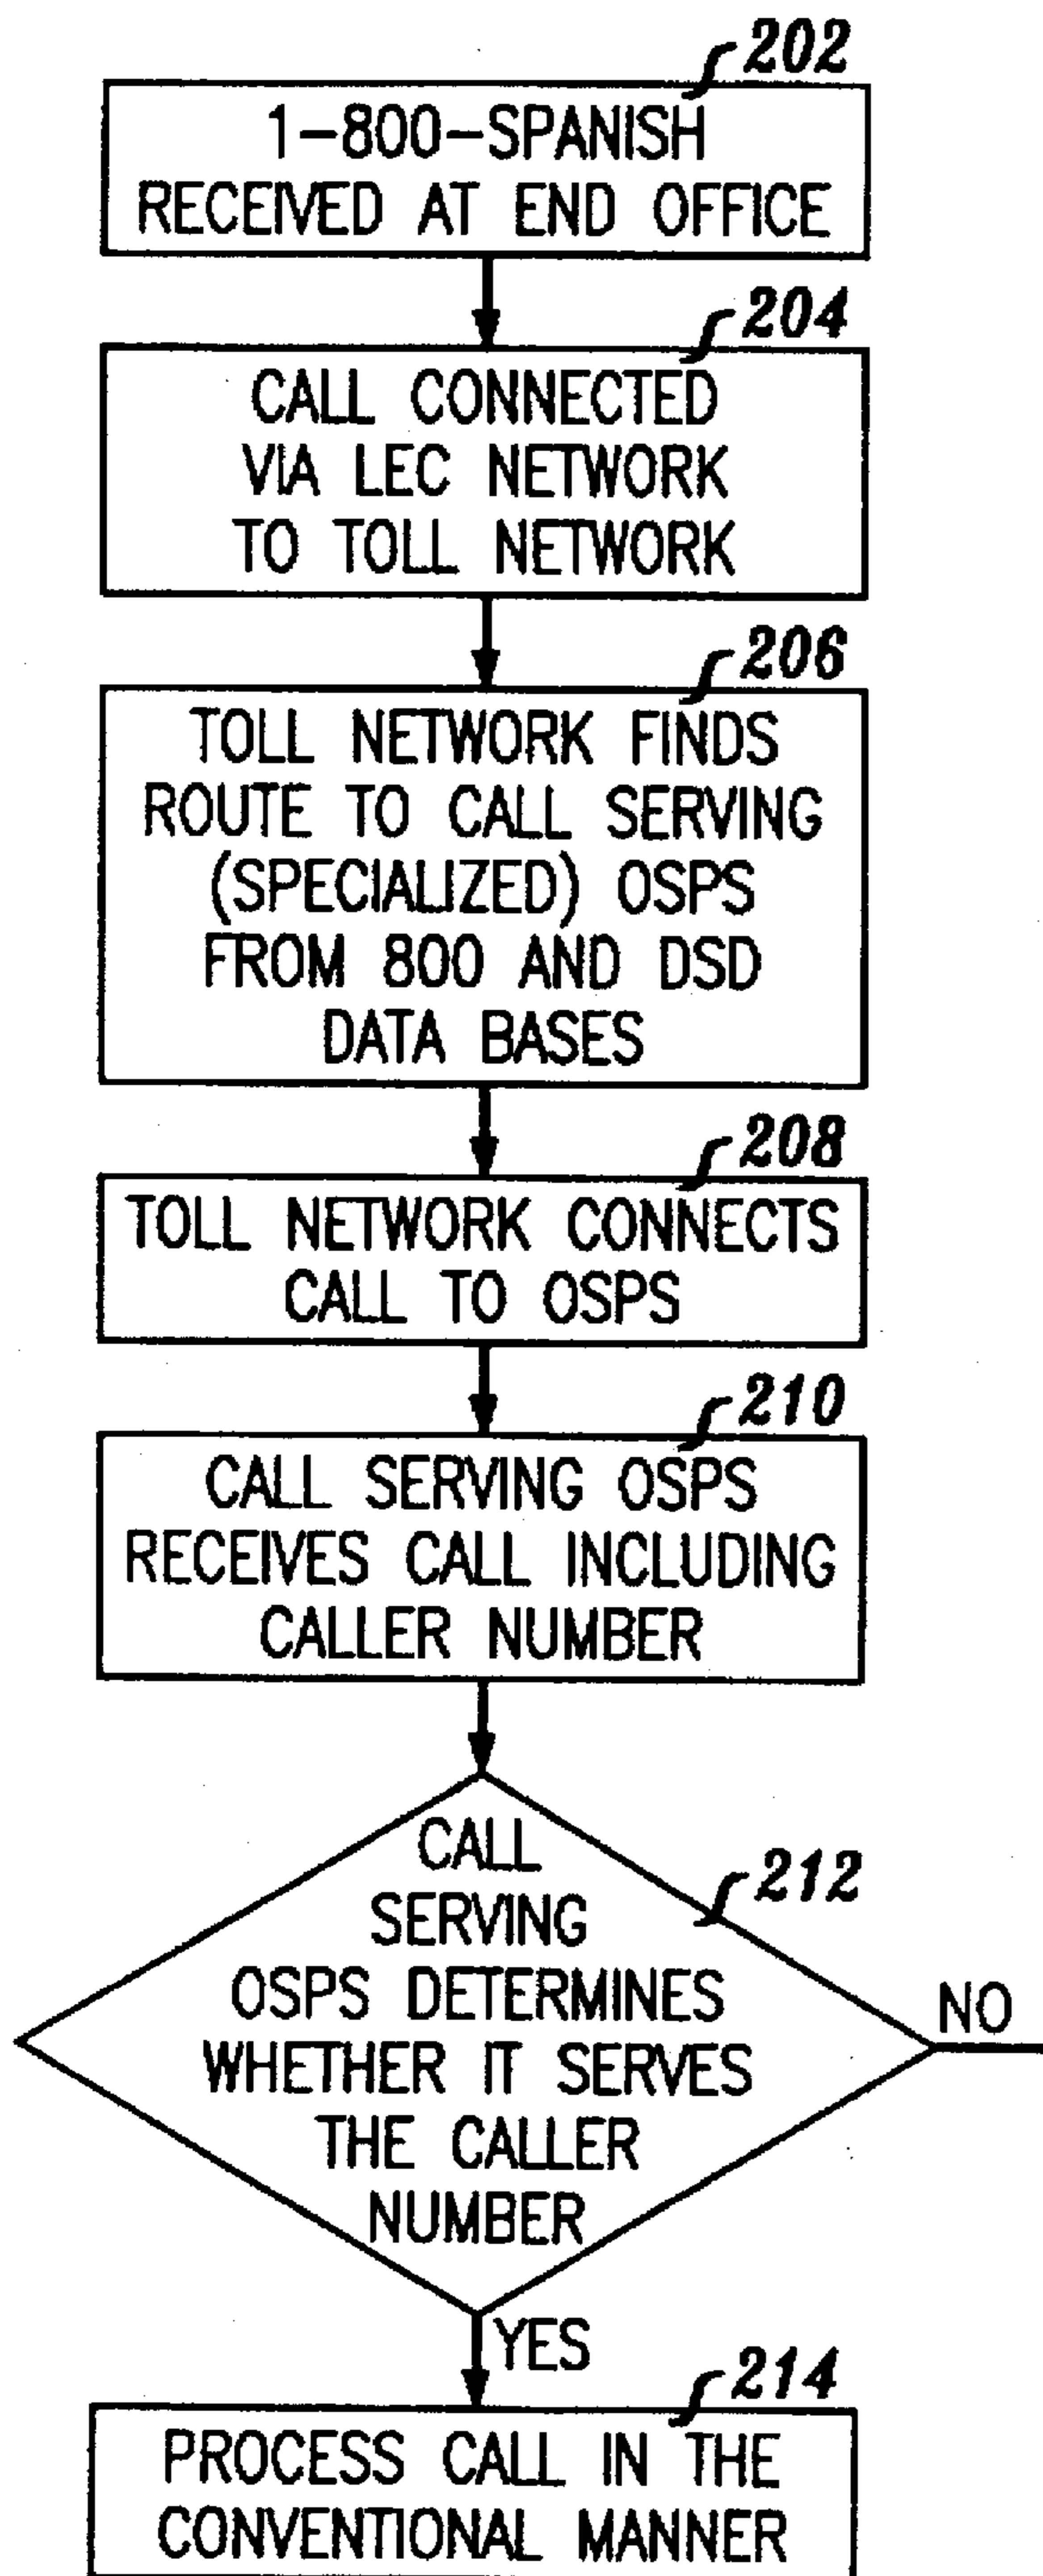 202
1-800-SPANISH
RECEIVED AT END OFFICE
204
CALL CONNECTED
VIA LEC NETWORK
TO TOLL NETWORK
206
TOLL NETWORK FINDS
ROUTE TO CALL SERVING
(SPECIALIZED) OSPS
FROM 800 AND DSD
DATA BASES
208
TOLL NETWORK CONNECTS
CALL TO OSPS
210
CALL SERVING OSPS
RECEIVES CALL INCLUDING
CALLER NUMBER
212
CALL
SERVING
OSPS DETERMINES
WHETHER IT SERVES
THE CALLER
NUMBER
NO
YES
214
PROCESS CALL IN THE
CONVENTIONAL MANNER